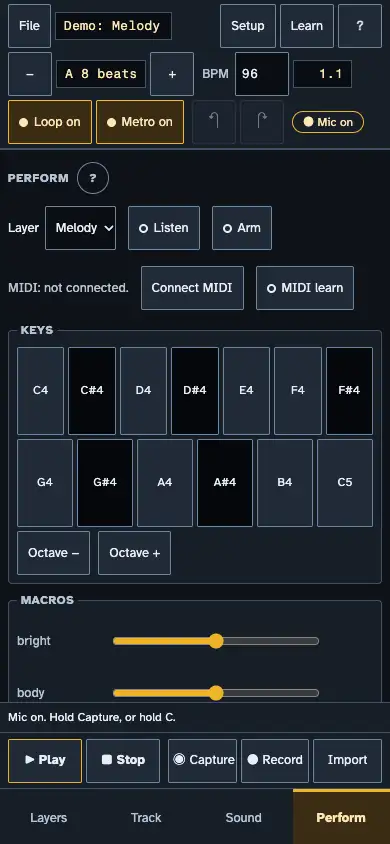 File Demo: Melody Setup Learn ?
− A 8 beats + BPM 96 1.1
Loop on Metro on Mic on
PERFORM ?
Layer Melody Listen Arm
MIDI: not connected. Connect MIDI MIDI learn
KEYS
C4 C#4 D4 D#4 E4 F4 F#4
G4 G#4 A4 A#4 B4 C5
Octave − Octave +
MACROS
bright
body
Mic on. Hold Capture, or hold C.
Play Stop Capture Record Import
Layers Track Sound Perform